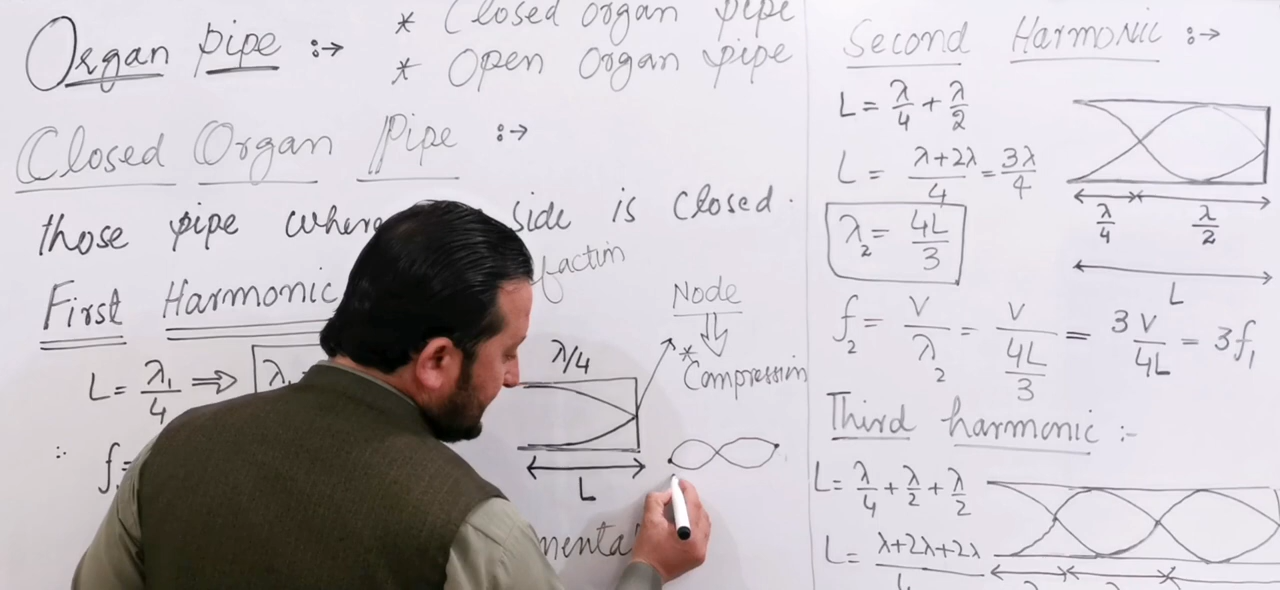 Organ pipe :→
* Closed organ pipe
* Open organ pipe
Closed Organ Pipe :→
those pipe where side is closed.
First Harmonic
L = λ₁/4 ⇒ λ
∴ f
λ/4
L
Node
⇓
* Compression
Second Harmonic :→
L = λ/4 + λ/2
L = (λ+2λ)/4 = 3λ/4
λ₂ = 4L/3
λ/4 λ/2
L
f₂ = V/λ₂ = V/(4L/3) = 3V/4L = 3f₁
Third harmonic :-
L = λ/4 + λ/2 + λ/2
L = (λ+2λ+2λ)/4